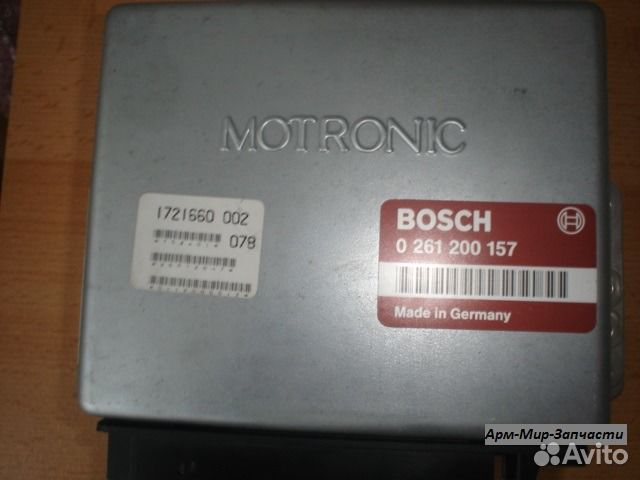 MOTRONIC
1721660 002
078
BOSCH
0 261 200 157
Made in Germany
Арм-Мир-Запчасти
Avito